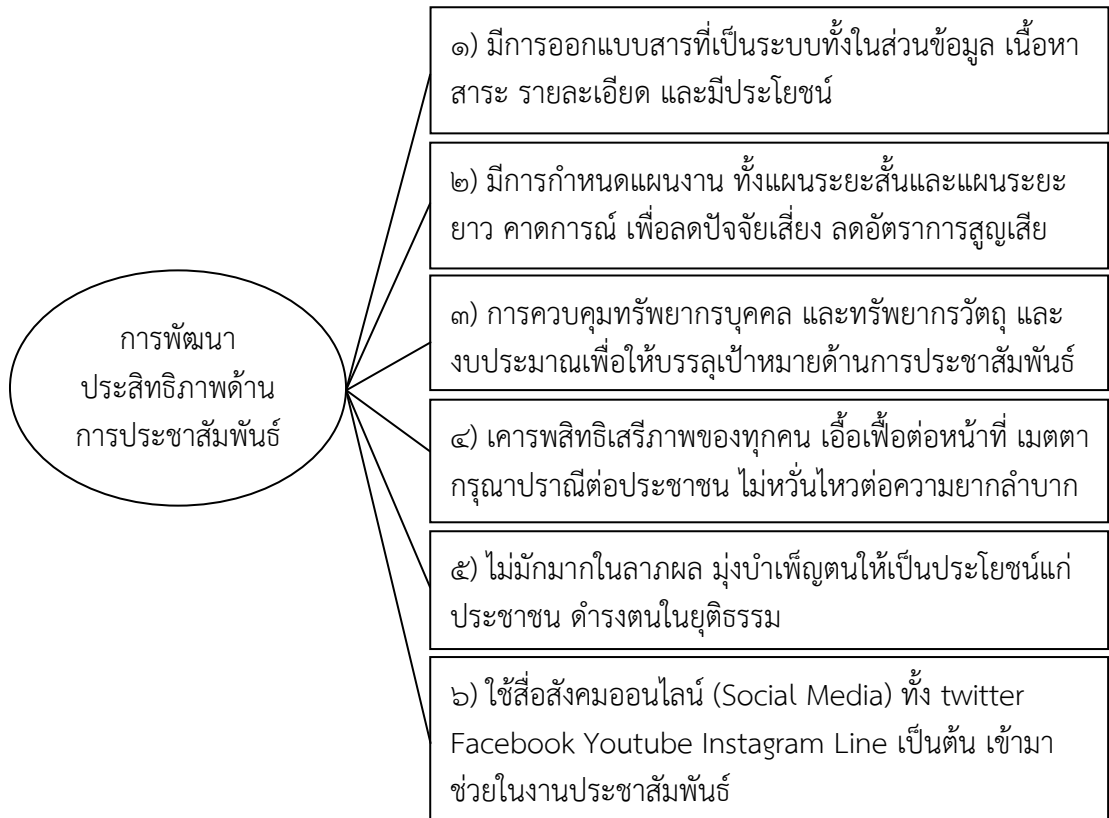 ๑) มีการออกแบบสารที่เป็นระบบทั้งในส่วนข้อมูล เนื้อหา
สาระ รายละเอียด และมีประโยชน์
๒) มีการกำหนดแผนงาน ทั้งแผนระยะสั้นและแผนระยะ
ยาว คาดการณ์ เพื่อลดปัจจัยเสี่ยง ลดอัตราการสูญเสีย
๓) การควบคุมทรัพยากรบุคคล และทรัพยากรวัตถุ และ
งบประมาณเพื่อให้บรรลุเป้าหมายด้านการประชาสัมพันธ์
การพัฒนา
ประสิทธิภาพด้าน
การประชาสัมพันธ์
๔) เคารพสิทธิเสรีภาพของทุกคน เอื้อเฟื้อต่อหน้าที่ เมตตา
กรุณาปราณีต่อประชาชน ไม่หวั่นไหวต่อความยากลำบาก
๕) ไม่มักมากในลาภผล มุ่งบำเพ็ญตนให้เป็นประโยชน์แก่
ประชาชน ดำรงตนในยุติธรรม
๖) ใช้สื่อสังคมออนไลน์ (Social Media) ทั้ง twitter
Facebook Youtube Instagram Line เป็นต้น เข้ามา
ช่วยในงานประชาสัมพันธ์